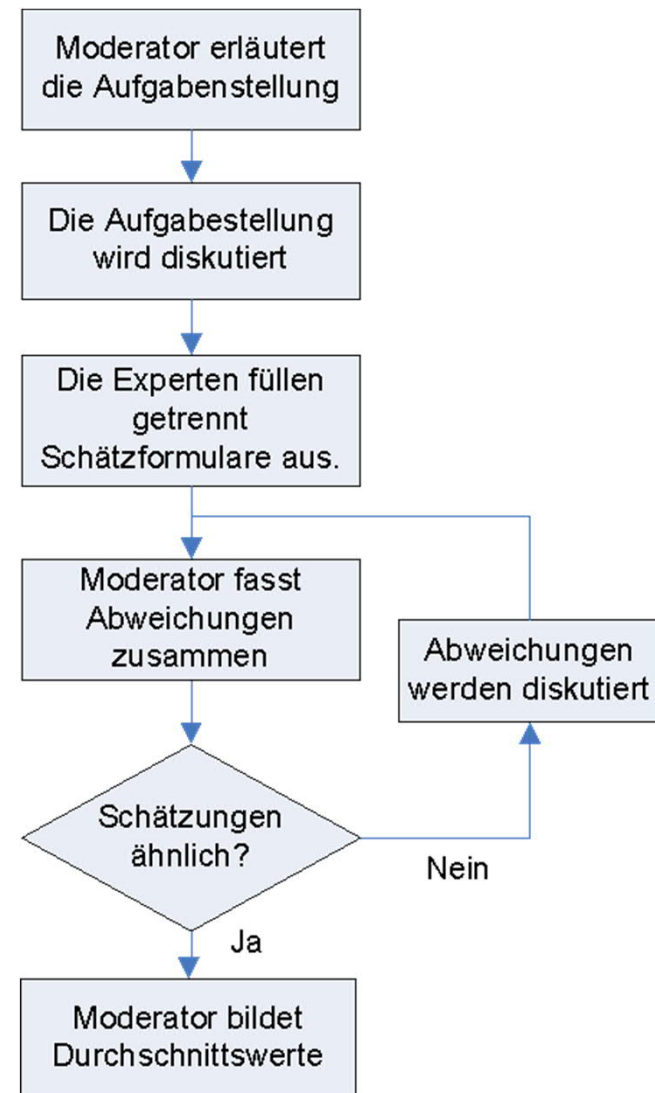 Moderator erläutert
die Aufgabenstellung
Die Aufgabestellung
wird diskutiert
Die Experten füllen
getrennt
Schätzformulare aus.
Moderator fasst
Abweichungen
zusammen
Abweichungen
werden diskutiert
Schätzungen
ähnlich?
Nein
Ja
Moderator bildet
Durchschnittswerte